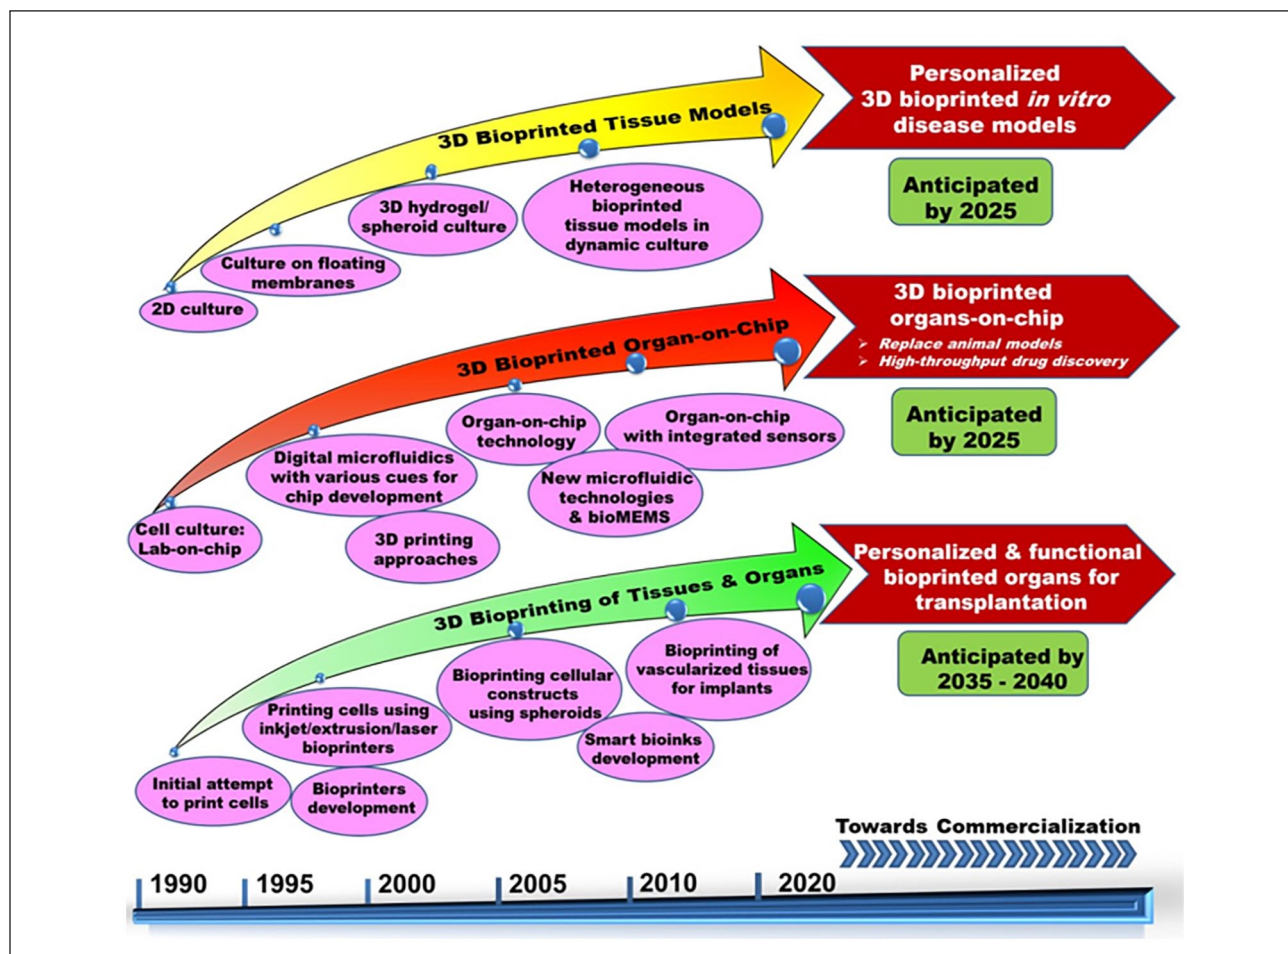 3D Bioprinted Tissue Models
Personalized
3D bioprinted in vitro
disease models
Anticipated
by 2025
Heterogeneous
bioprinted
tissue models in
dynamic culture
3D hydrogel/
spheroid culture
Culture on floating
membranes
2D culture
3D Bioprinted Organ-on-Chip
3D bioprinted
organs-on-chip
➢ Replace animal models
➢ High-throughput drug discovery
Anticipated
by 2025
Organ-on-chip
with integrated sensors
Organ-on-chip
technology
New microfluidic
technologies
& bioMEMS
Digital microfluidics
with various cues for
chip development
3D printing
approaches
Cell culture:
Lab-on-chip
3D Bioprinting of Tissues & Organs
Personalized & functional
bioprinted organs for
transplantation
Anticipated by
2035 - 2040
Bioprinting of
vascularized tissues
for implants
Bioprinting cellular
constructs
using spheroids
Smart bioinks
development
Printing cells using
inkjet/extrusion/laser
bioprinters
Bioprinters
development
Initial attempt
to print cells
Towards Commercialization
1990
1995
2000
2005
2010
2020